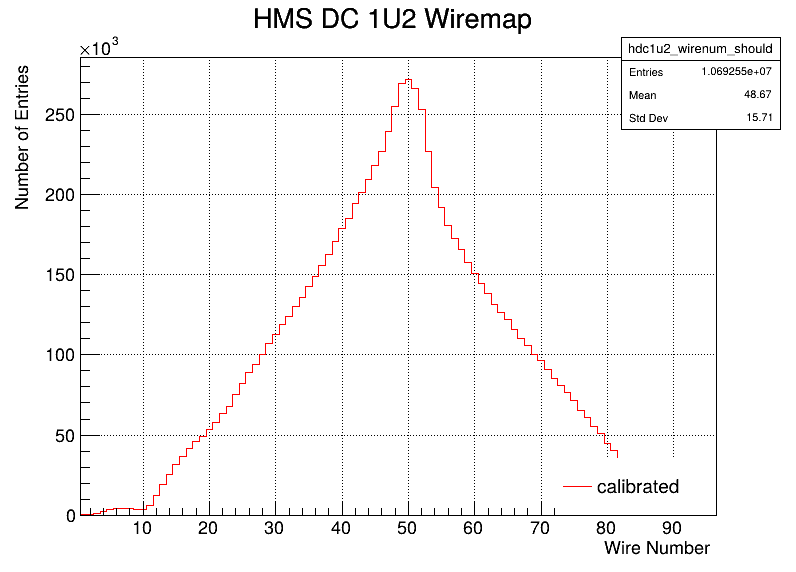 HMS DC 1U2 Wiremap
×10³
hdc1u2_wirenum_should
Entries 1.069255e+07
Mean 48.67
Std Dev 15.71
Number of Entries
250
200
150
100
50
0
calibrated
10 20 30 40 50 60 70 80 90
Wire Number